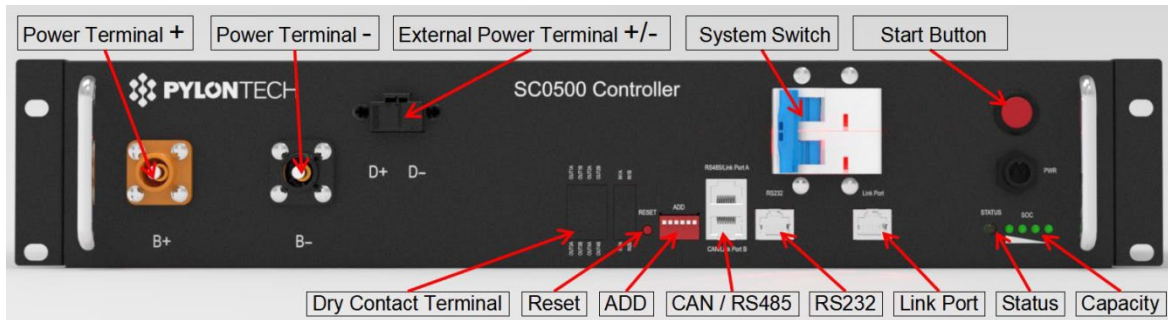 Power Terminal +
Power Terminal -
External Power Terminal +/-
System Switch
Start Button
PYLONTECH
SC0500 Controller
D+
D-
B+
B-
RS485/Link Port A
RS232
Link Port
PWR
RESET
ADD
STATUS
SOC
CAN/Link Port B
Dry Contact Terminal
Reset
ADD
CAN / RS485
RS232
Link Port
Status
Capacity